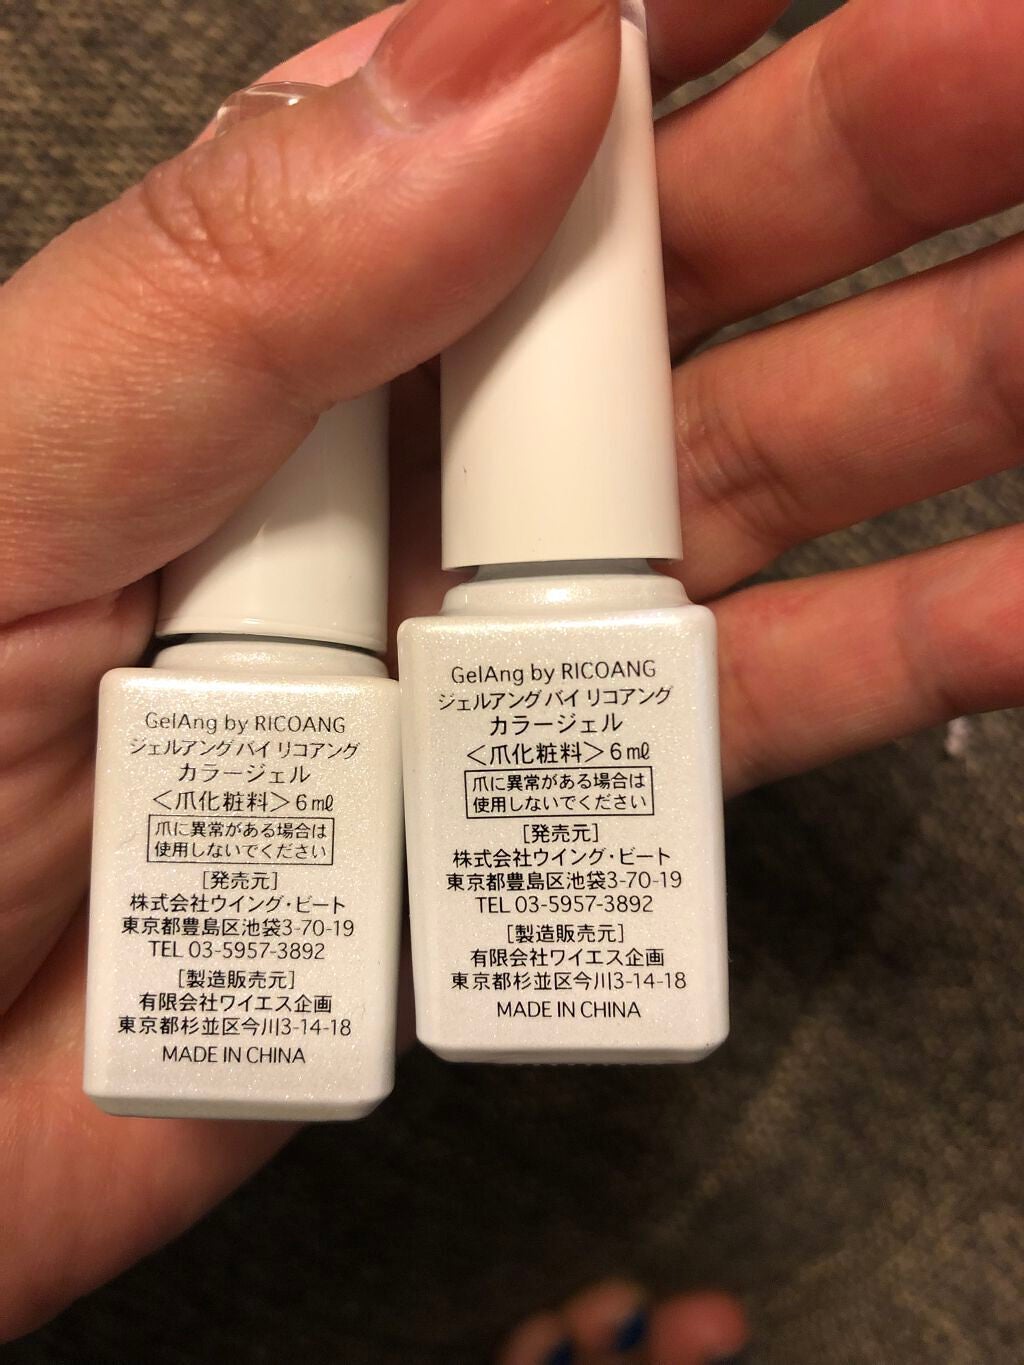 GelAng by RICOANG
ジェルアング バイ リコアング
カラージェル
＜爪化粧料＞6㎖
爪に異常がある場合は
使用しないでください
[発売元]
株式会社ウイング・ビート
東京都豊島区池袋3-70-19
TEL 03-5957-3892
[製造販売元]
有限会社ワイエス企画
東京都杉並区今川3-14-18
MADE IN CHINA
GelAng by RICOANG
ジェルアング バイ リコアング
カラージェル
＜爪化粧料＞6㎖
爪に異常がある場合は
使用しないでください
[発売元]
株式会社ウイング・ビート
東京都豊島区池袋3-70-19
TEL 03-5957-3892
[製造販売元]
有限会社ワイエス企画
東京都杉並区今川3-14-18
MADE IN CHINA